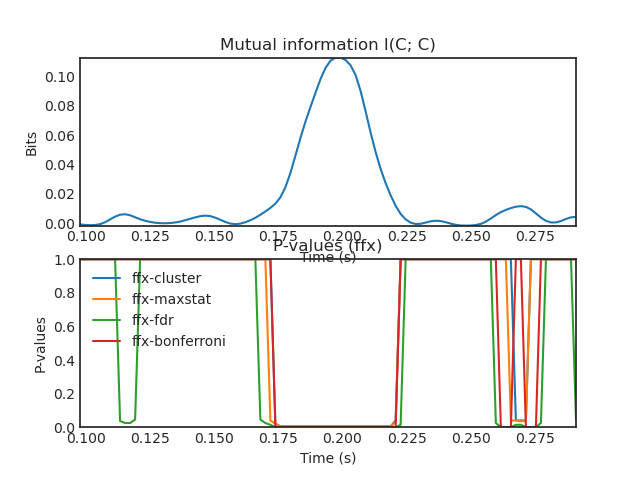 Mutual information I(C; C)
Bits
0.10
0.08
0.06
0.04
0.02
0.00
0.100 0.125 0.150 0.175 0.200 0.225 0.250 0.275
Time (s)
P-values (ffx)
P-values
1.0
0.8
0.6
0.4
0.2
0.0
ffx-cluster
ffx-maxstat
ffx-fdr
ffx-bonferroni
0.100 0.125 0.150 0.175 0.200 0.225 0.250 0.275
Time (s)